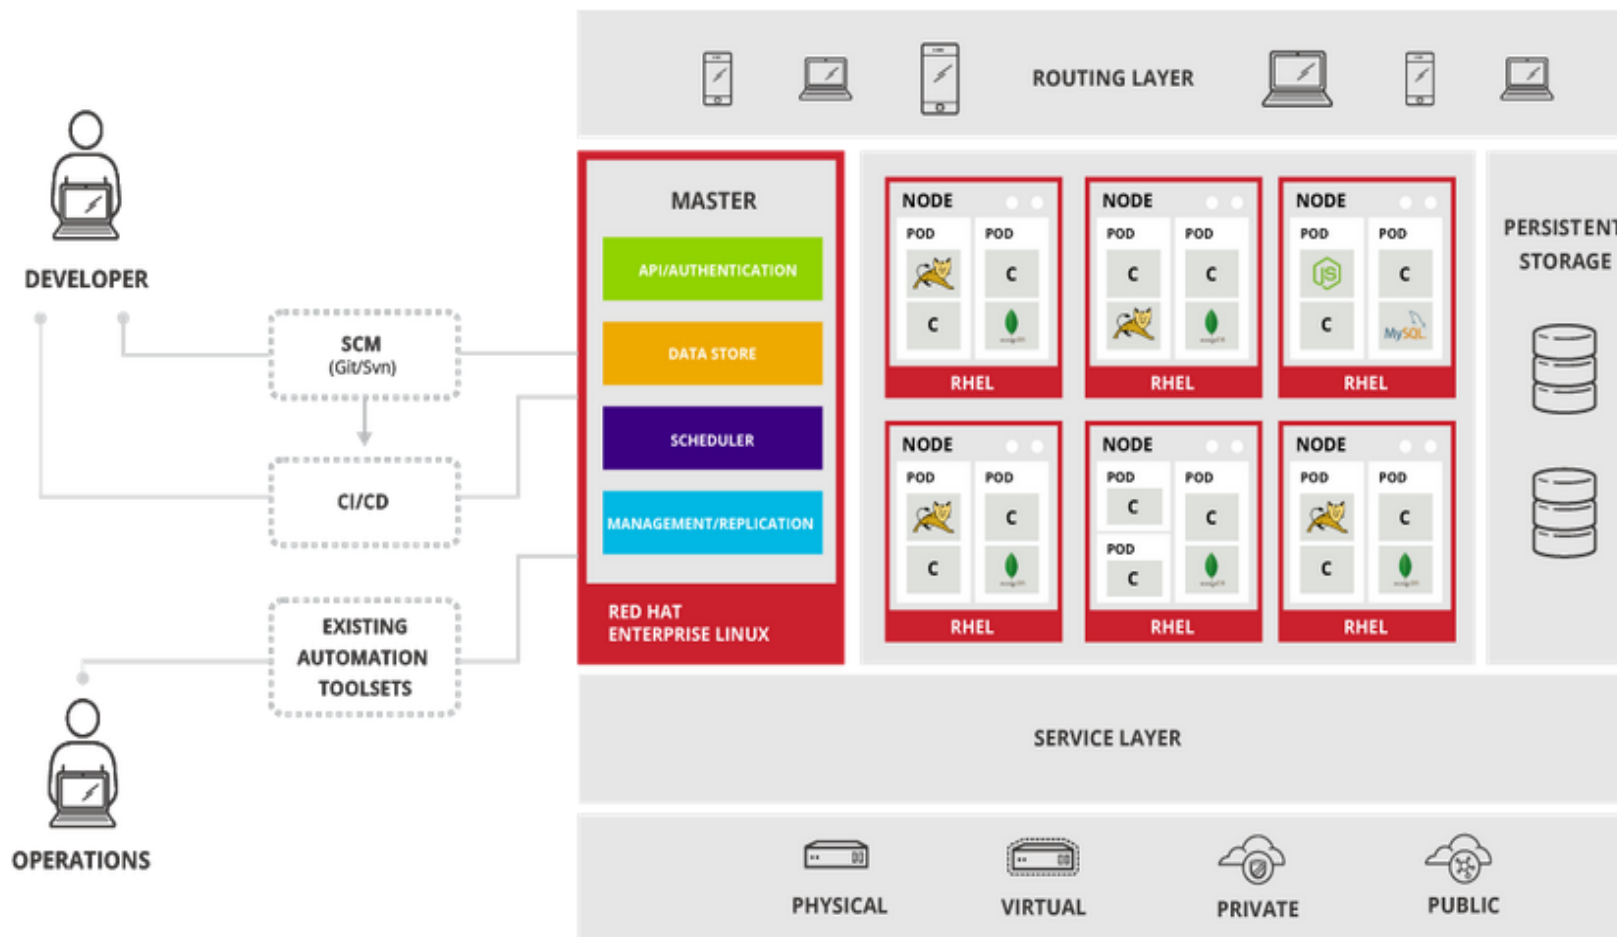 ROUTING LAYER
DEVELOPER
SCM
(Git/Svn)
CI/CD
EXISTING
AUTOMATION
TOOLSETS
OPERATIONS
MASTER
API/AUTHENTICATION
DATA STORE
SCHEDULER
MANAGEMENT/REPLICATION
RED HAT
ENTERPRISE LINUX
NODE
POD POD
C
C
RHEL
NODE
POD POD
C C
RHEL
NODE
POD POD
JS C
C MySQL
RHEL
NODE
POD POD
C
C
RHEL
NODE
POD POD
C C
POD
C
RHEL
NODE
POD POD
C
C
RHEL
PERSISTENT
STORAGE
SERVICE LAYER
PHYSICAL
VIRTUAL
PRIVATE
PUBLIC